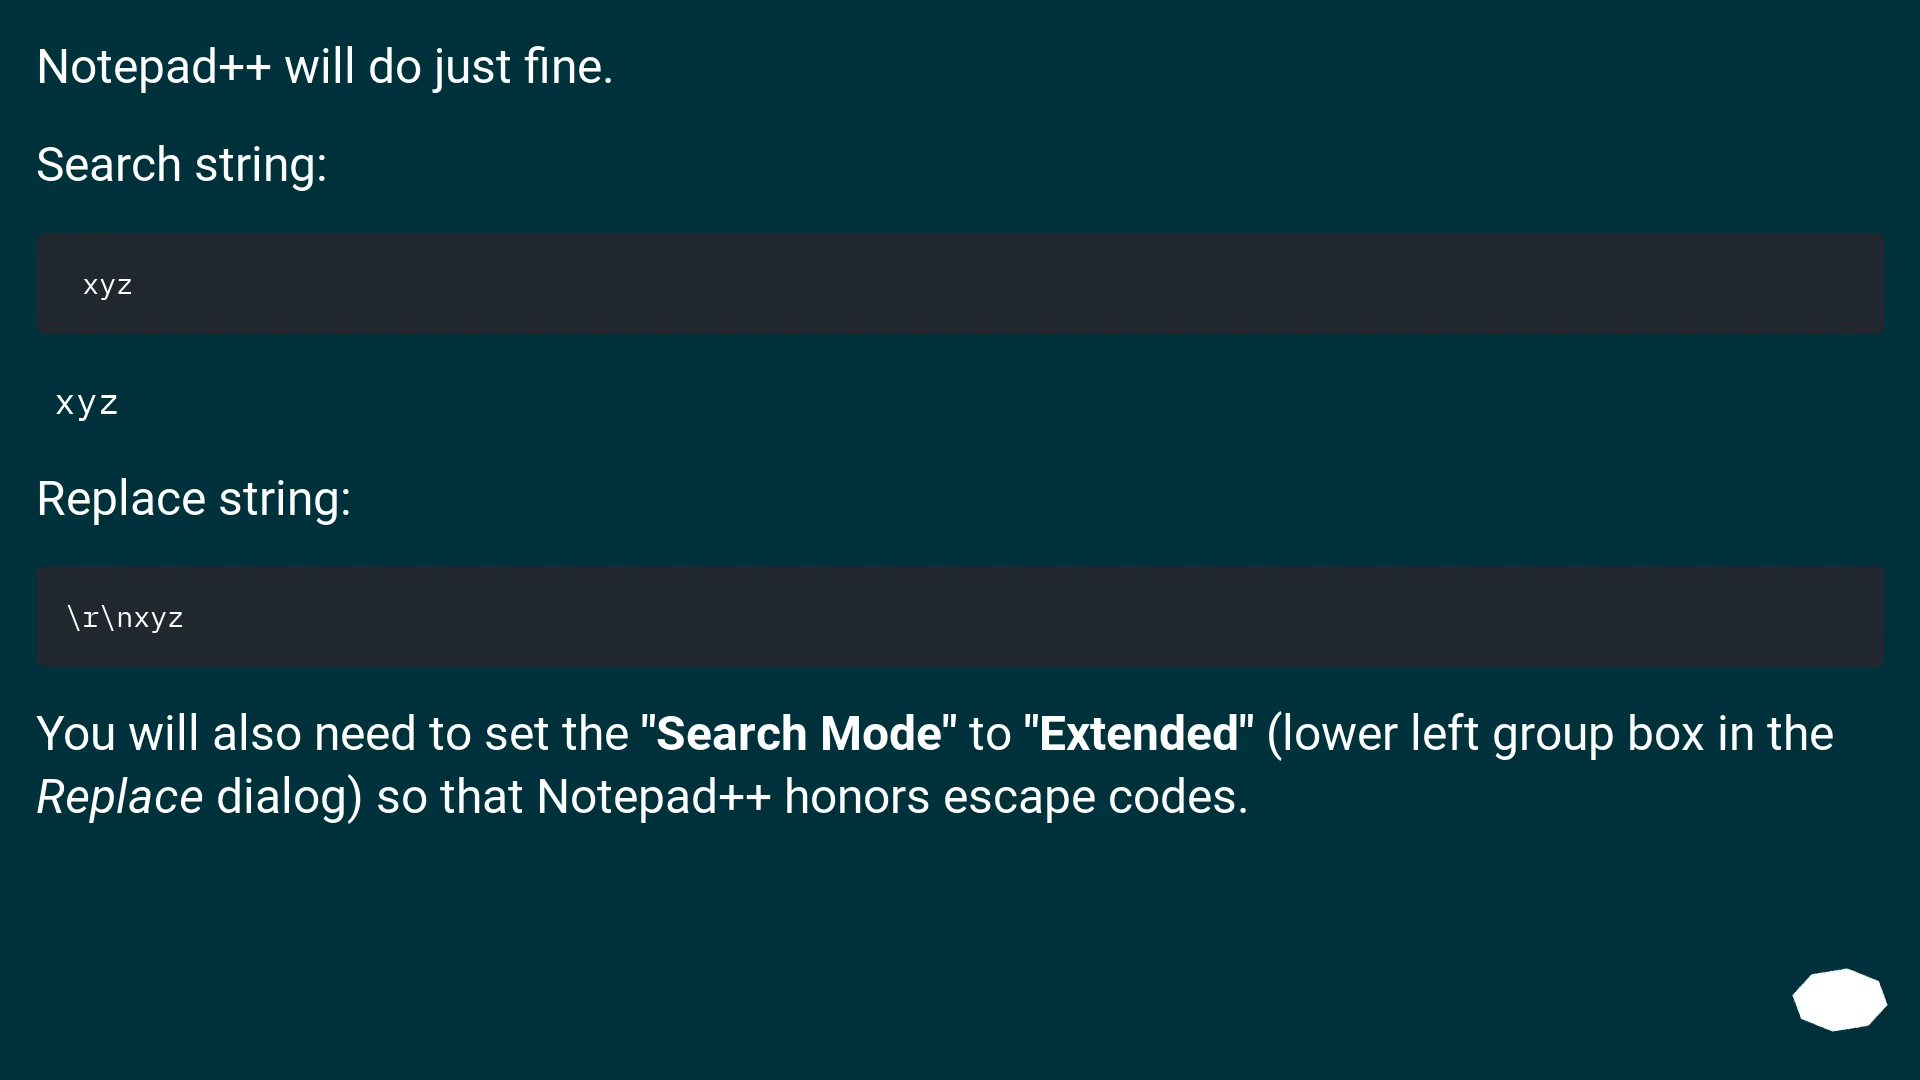 Notepad++ will do just fine.
Search string:
 xyz
 xyz
Replace string:
\r\nxyz
You will also need to set the "Search Mode" to "Extended" (lower left group box in the
Replace dialog) so that Notepad++ honors escape codes.